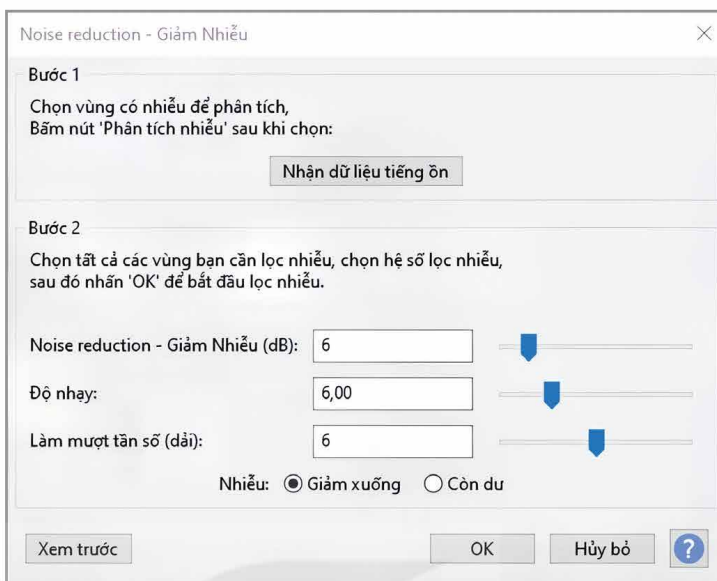 Noise reduction - Giảm Nhiễu
Bước 1
Chọn vùng có nhiễu để phân tích,
Bấm nút 'Phân tích nhiễu' sau khi chọn:
Nhận dữ liệu tiếng ồn
Bước 2
Chọn tất cả các vùng bạn cần lọc nhiễu, chọn hệ số lọc nhiễu,
sau đó nhấn 'OK' để bắt đầu lọc nhiễu.
Noise reduction - Giảm Nhiễu (dB): 6
Độ nhạy: 6,00
Làm mượt tần số (dải): 6
Nhiễu: Giảm xuống Còn dư
Xem trước OK Hủy bỏ ?